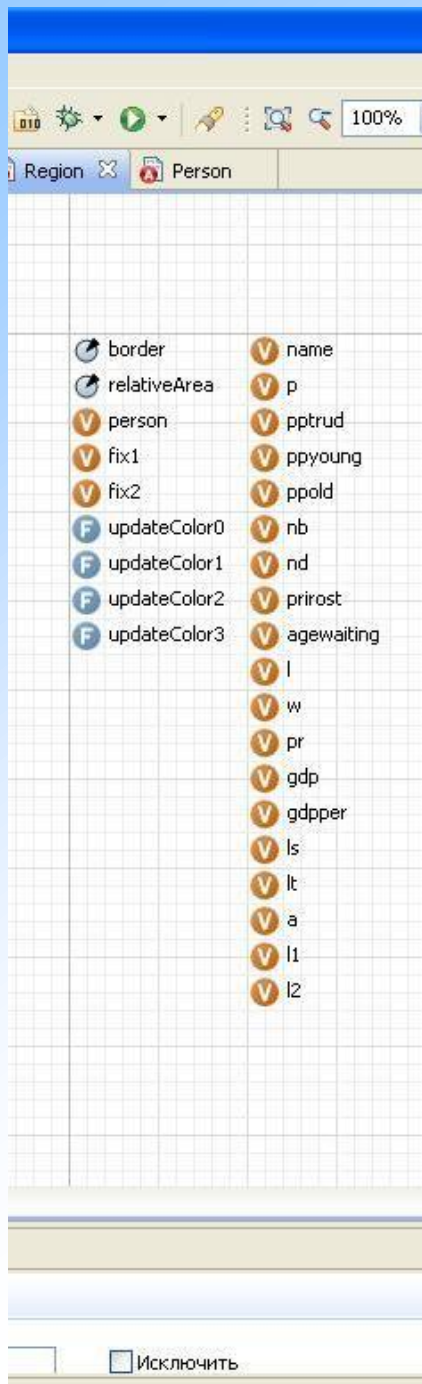 010 100%
Region Person
border V name
relativeArea V p
V person V pptrud
V fix1 V ppyoung
V fix2 V ppold
F updateColor0 V nb
F updateColor1 V nd
F updateColor2 V prirost
F updateColor3 V agewaiting
V l
V w
V pr
V gdp
V gdpper
V ls
V lt
V a
V l1
V l2
Исключить